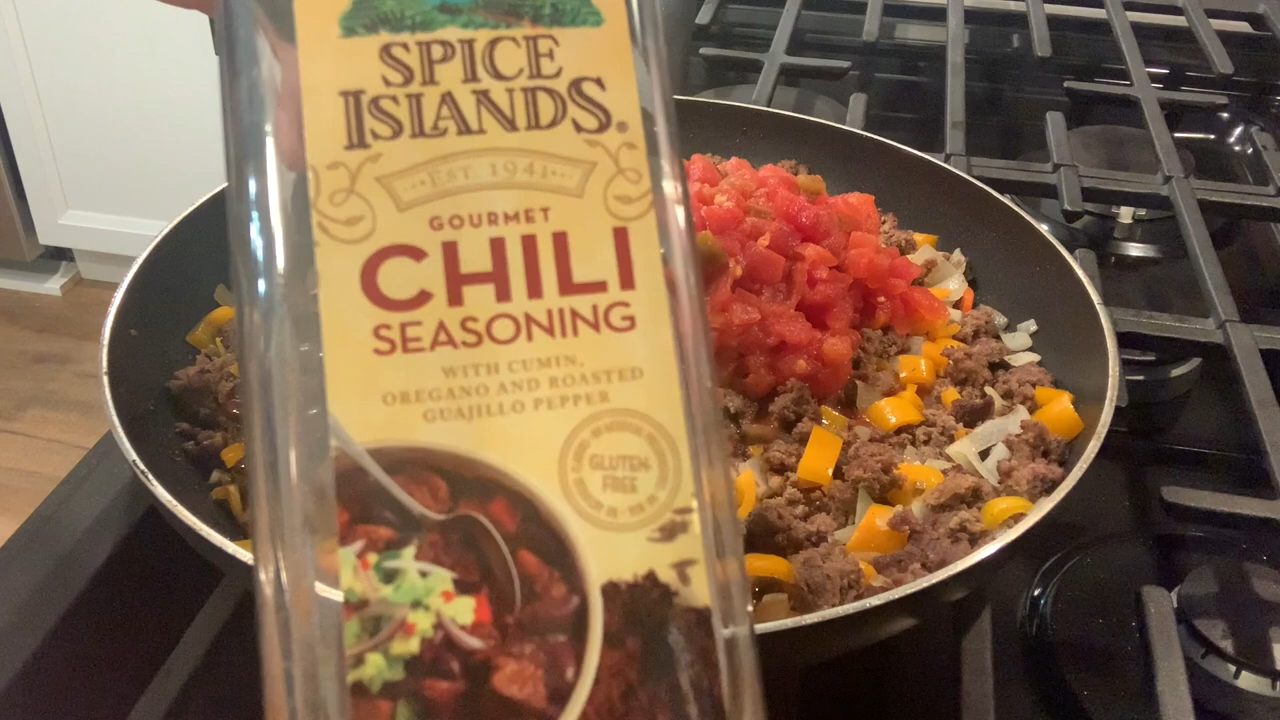 SPICE
ISLANDS®
EST. 1941
GOURMET
CHILI
SEASONING
WITH CUMIN,
OREGANO AND ROASTED
GUAJILLO PEPPER
GLUTEN-
FREE